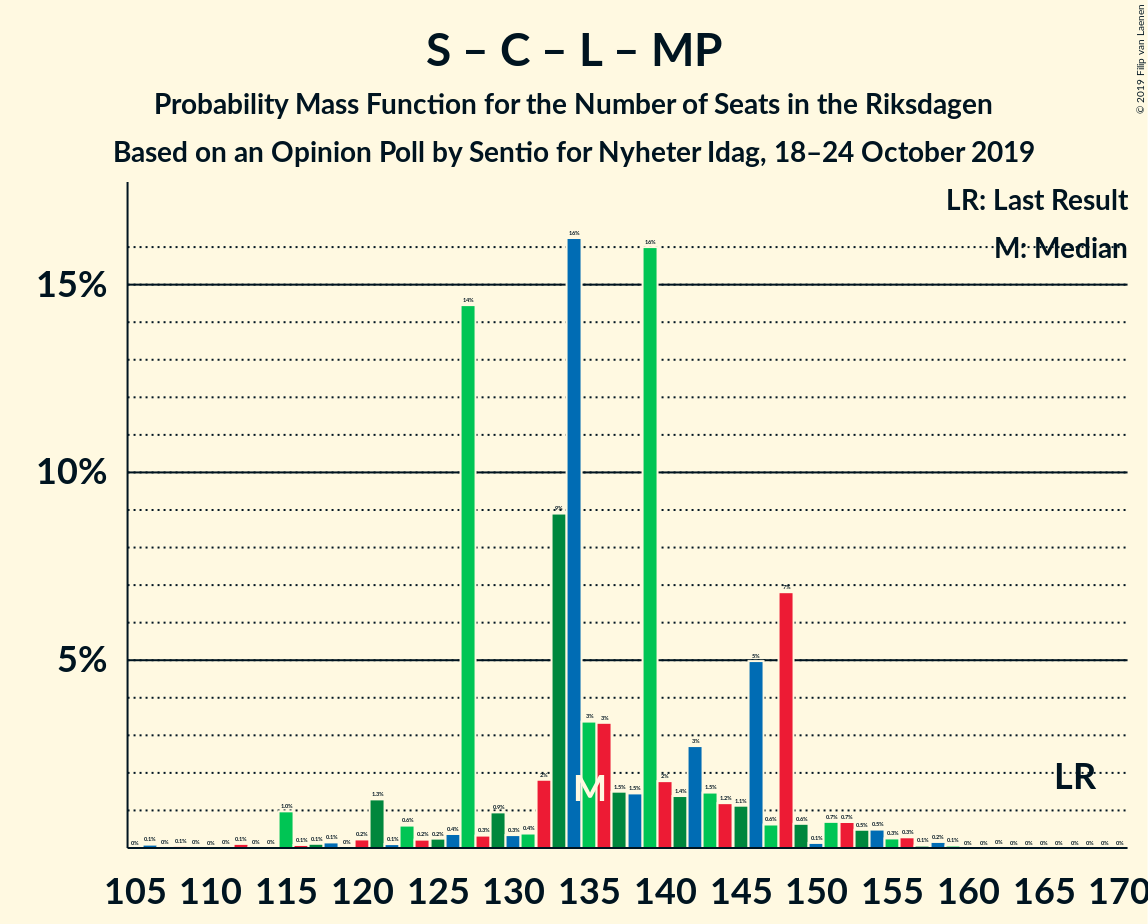 S – C – L – MP
Probability Mass Function for the Number of Seats in the Riksdagen
Based on an Opinion Poll by Sentio for Nyheter Idag, 18–24 October 2019
© 2019 Filip van Laenen
LR: Last Result
M: Median
15%
10%
5%
0% 0.1% 0% 0.1% 0% 0% 0% 0.1% 0% 0% 1.0% 0.1% 0.1% 0.1% 0% 0.2% 1.3% 0.1% 0.6% 0.2% 0.2% 0.4% 14% 0.3% 0.9% 0.3% 0.4% 2% 9% 16% 3% 3% 1.5% 1.5% 16% 2% 1.4% 3% 1.5% 1.2% 1.1% 5% 0.6% 7% 0.6% 0.1% 0.7% 0.7% 0.5% 0.5% 0.3% 0.3% 0.1% 0.2% 0.1% 0% 0% 0% 0% 0% 0% 0% 0% 0% 0% 0%
M
LR
105 110 115 120 125 130 135 140 145 150 155 160 165 170